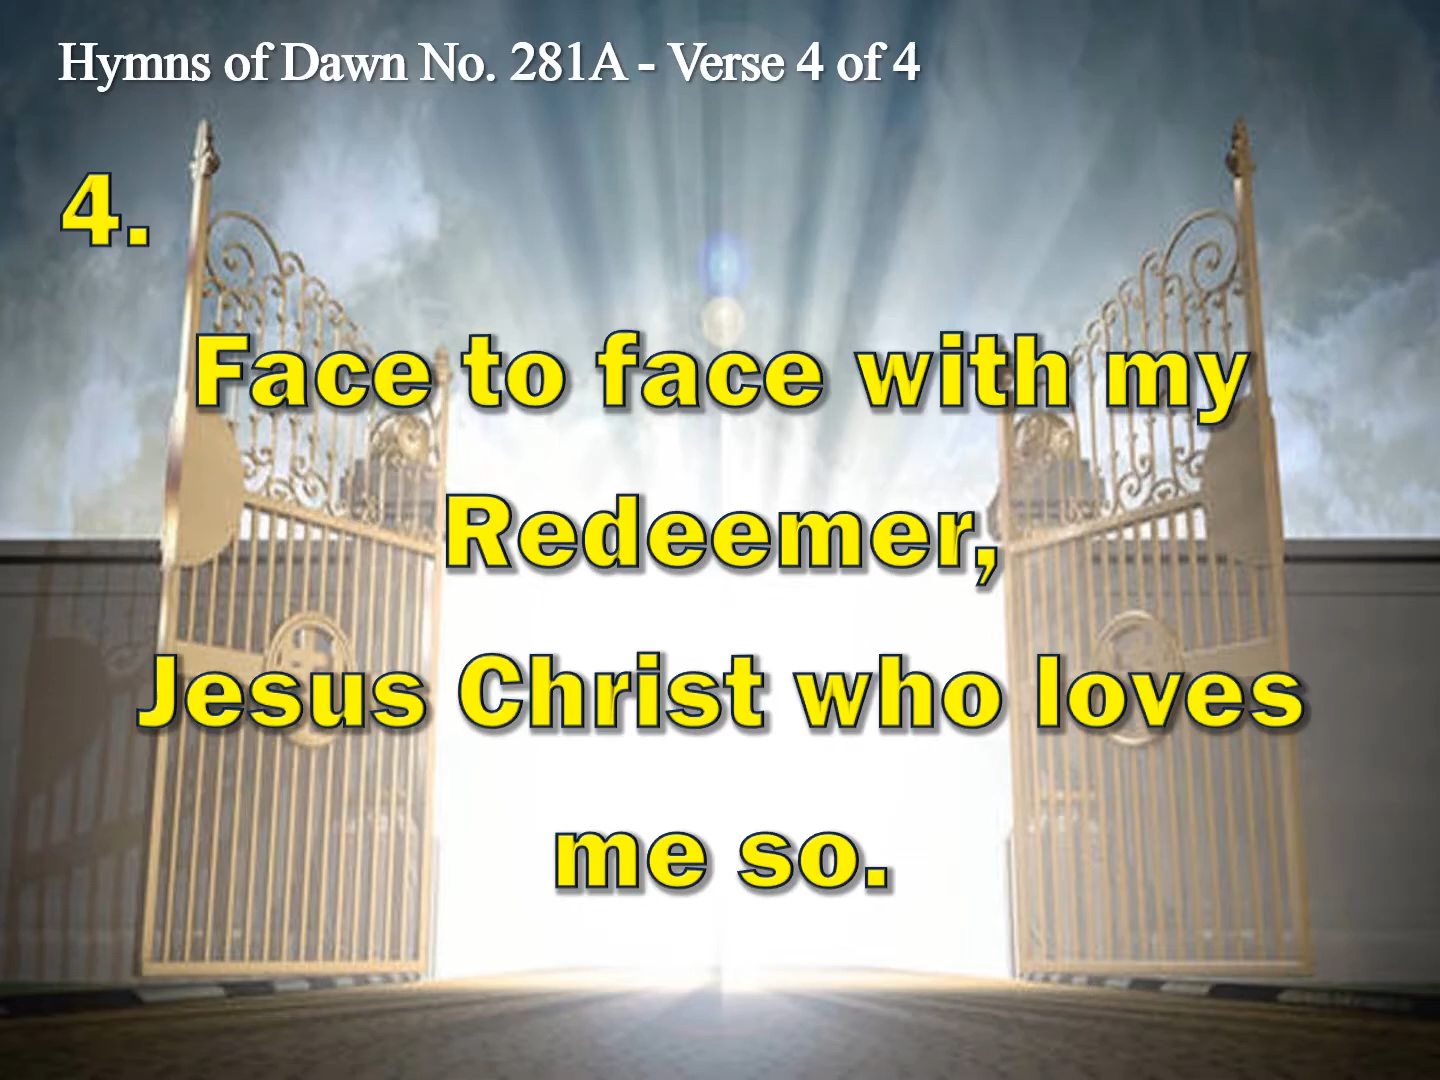 Hymns of Dawn No. 281A - Verse 4 of 4
4.
Face to face with my
Redeemer,
Jesus Christ who loves
me so.